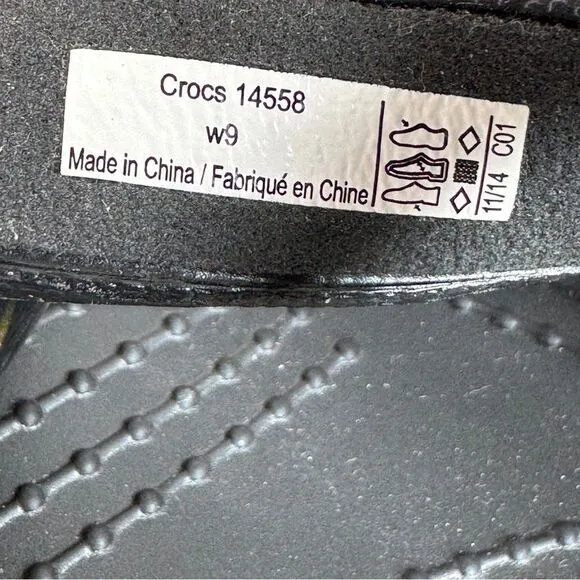 Crocs 14558
w9
Made in China / Fabriqué en Chine
11/14 C01